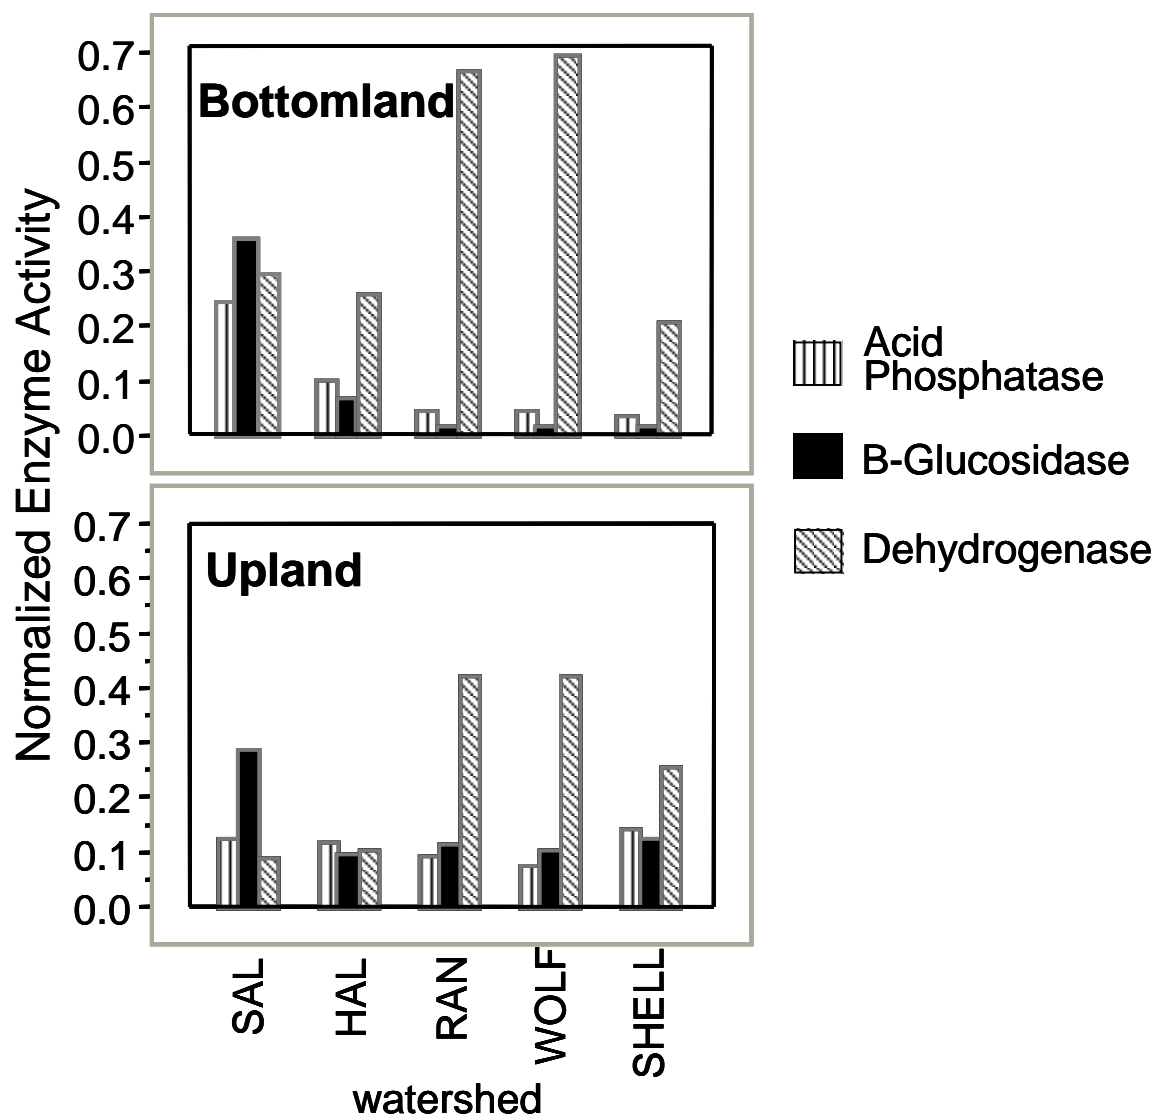 Normalized Enzyme Activity
0.7
0.6
0.5
0.4
0.3
0.2
0.1
0.0
Bottomland
0.7
0.6
0.5
0.4
0.3
0.2
0.1
0.0
Upland
SAL
HAL
RAN
WOLF
SHELL
watershed
Acid
Phosphatase
B-Glucosidase
Dehydrogenase